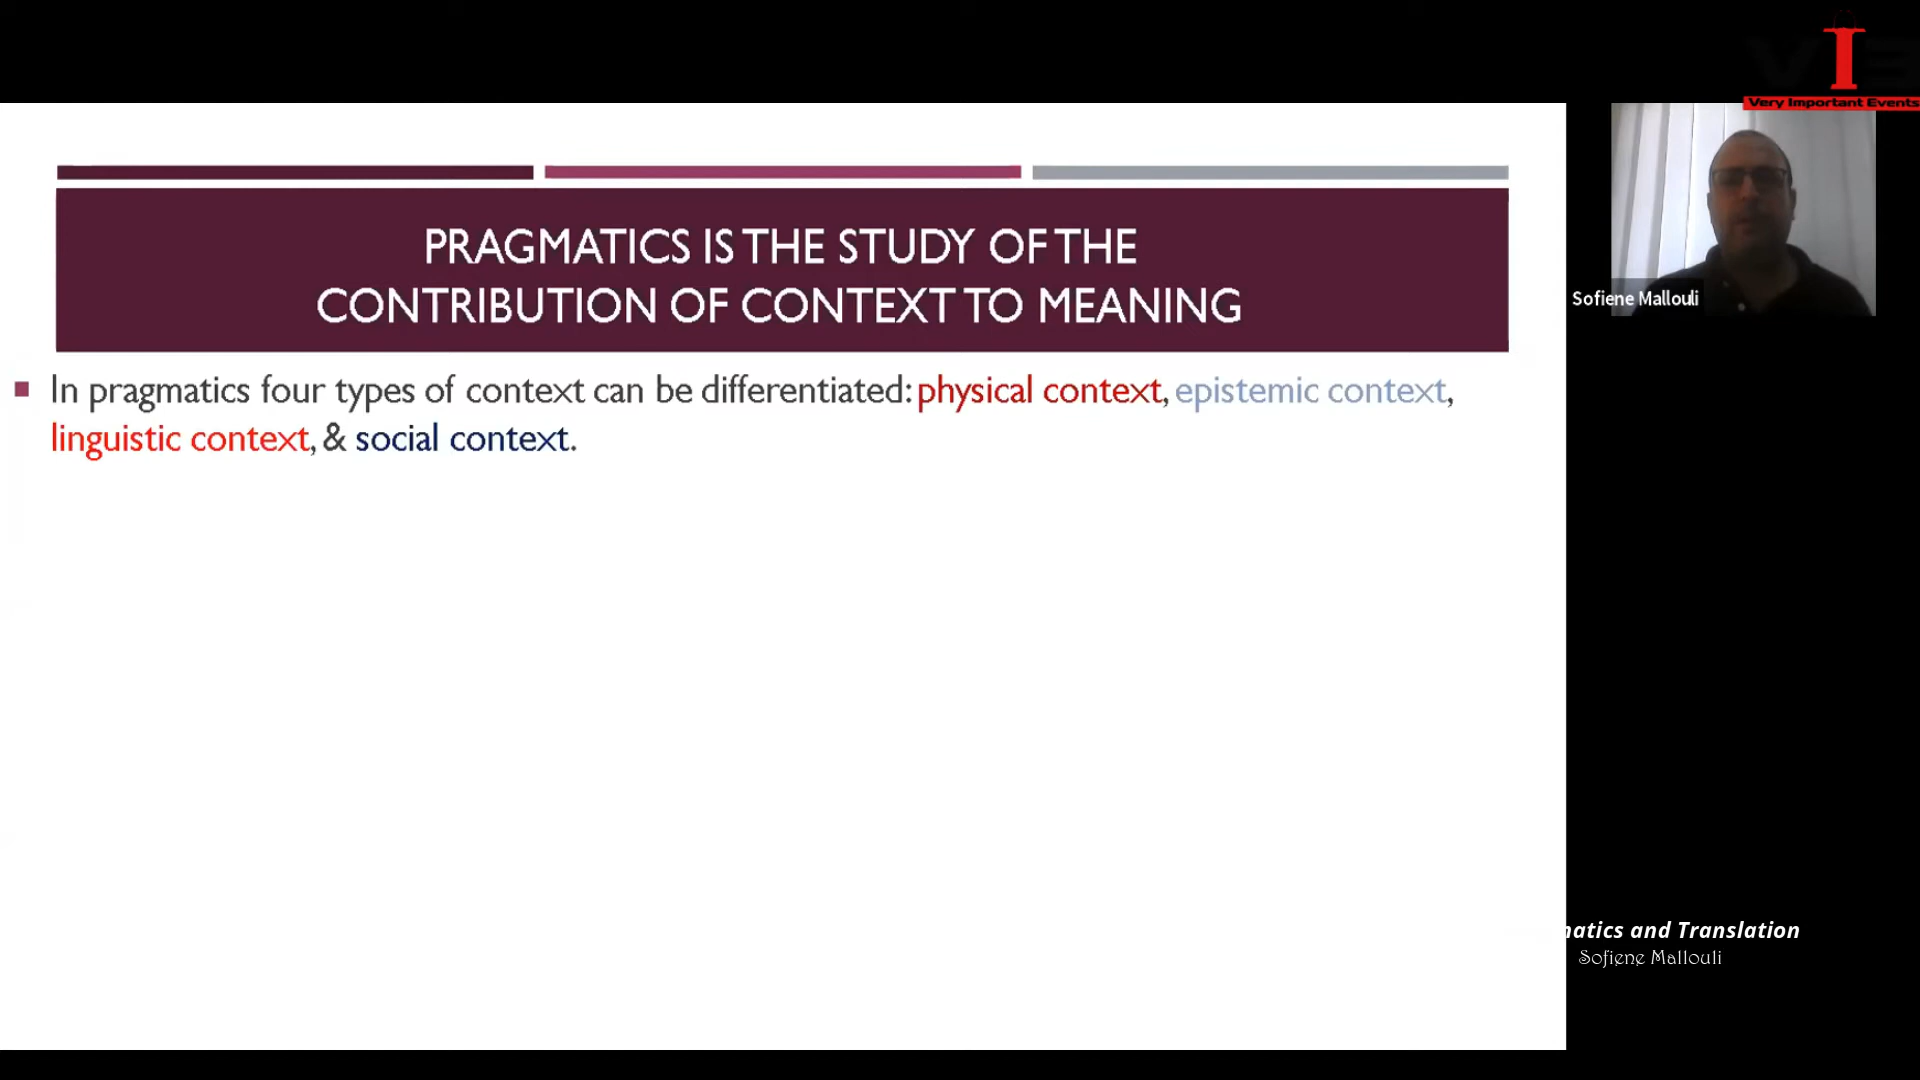 Very Important Events
PRAGMATICS IS THE STUDY OF THE
CONTRIBUTION OF CONTEXT TO MEANING
In pragmatics four types of context can be differentiated: physical context, epistemic context,
linguistic context, & social context.
Sofiene Mallouli
and Translation
Sofiene Mallouli